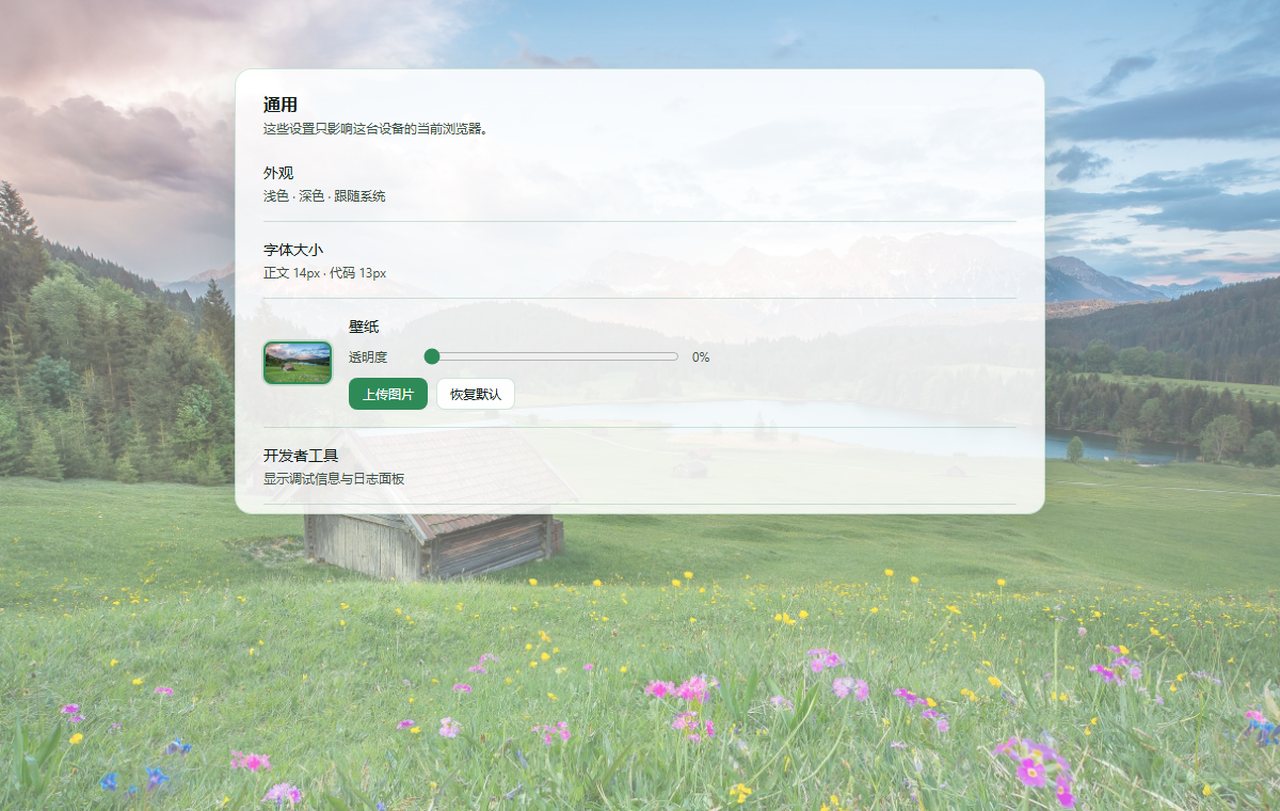 通用
这些设置只影响这台设备的当前浏览器。
外观
浅色 · 深色 · 跟随系统
字体大小
正文 14px · 代码 13px
壁纸
透明度 0%
上传图片 恢复默认
开发者工具
显示调试信息与日志面板